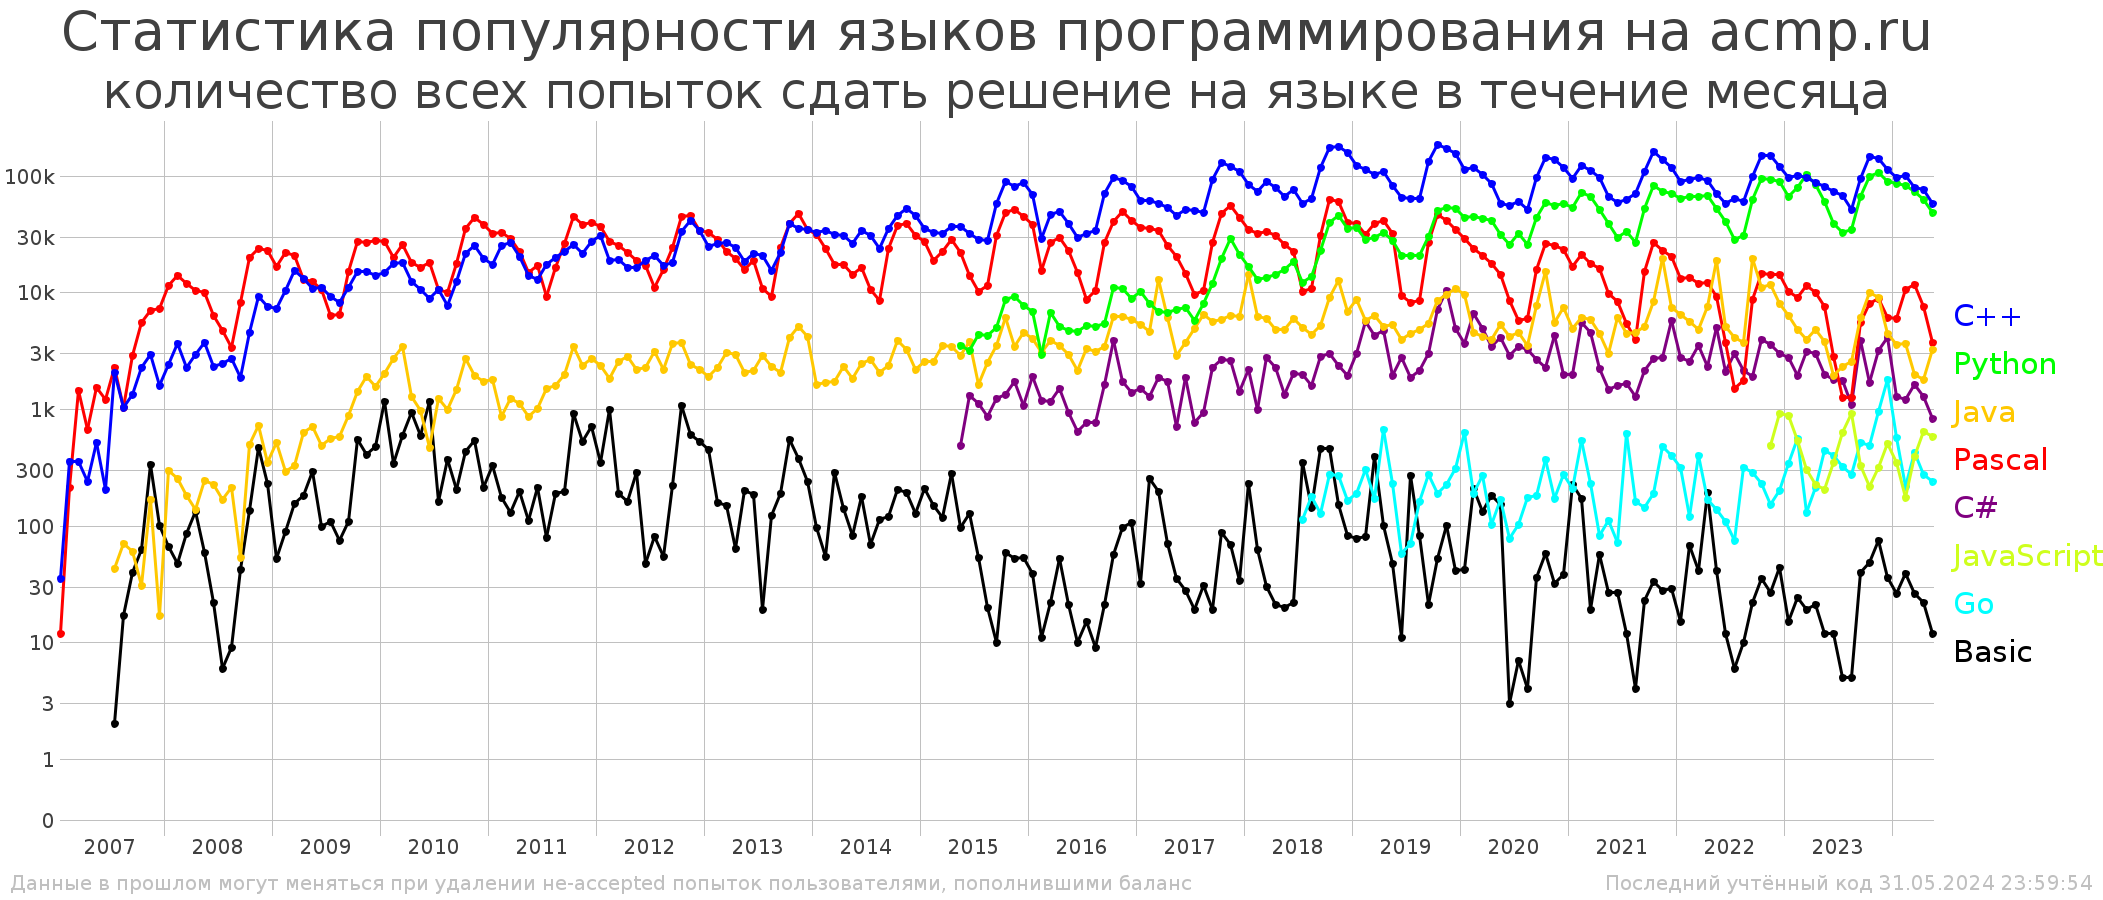 Статистика популярности языков программирования на acmp.ru
количество всех попыток сдать решение на языке в течение месяца
100k
30k
10k
3k
1k
300
100
30
10
3
1
0
C++
Python
Java
Pascal
C#
JavaScript
Go
Basic
2007 2008 2009 2010 2011 2012 2013 2014 2015 2016 2017 2018 2019 2020 2021 2022 2023
Данные в прошлом могут меняться при удалении не-accepted попыток пользователями, пополнившими баланс
Последний учтённый код 31.05.2024 23:59:54